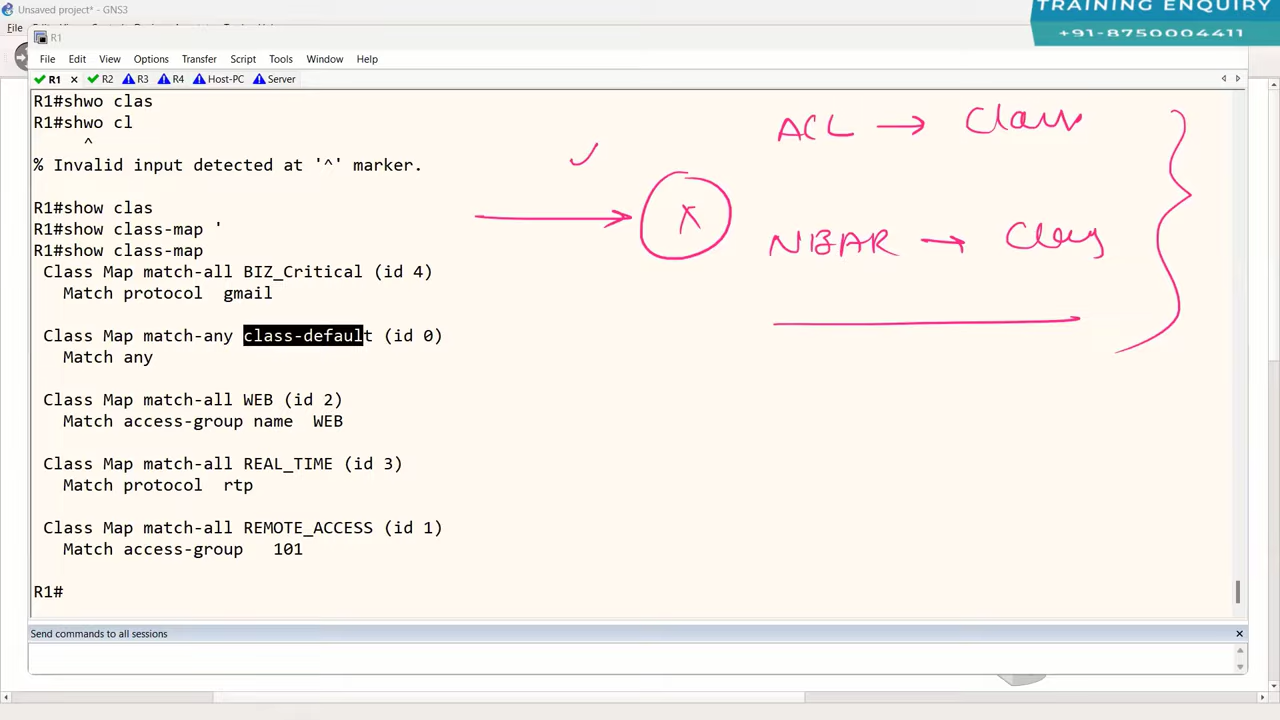 Unsaved project* - GNS3
TRAINING ENQUIRY
+91-8750004411
File
R1
File Edit View Options Transfer Script Tools Window Help
R1 × R2 R3 R4 Host-PC Server
R1#shwo clas
R1#shwo cl
^
% Invalid input detected at '^' marker.
R1#show clas
R1#show class-map '
R1#show class-map
Class Map match-all BIZ_Critical (id 4)
Match protocol  gmail
Class Map match-any class-default (id 0)
Match any
Class Map match-all WEB (id 2)
Match access-group name  WEB
Class Map match-all REAL_TIME (id 3)
Match protocol  rtp
Class Map match-all REMOTE_ACCESS (id 1)
Match access-group   101
R1#
ACL → Class
NBAR → Class
Send commands to all sessions